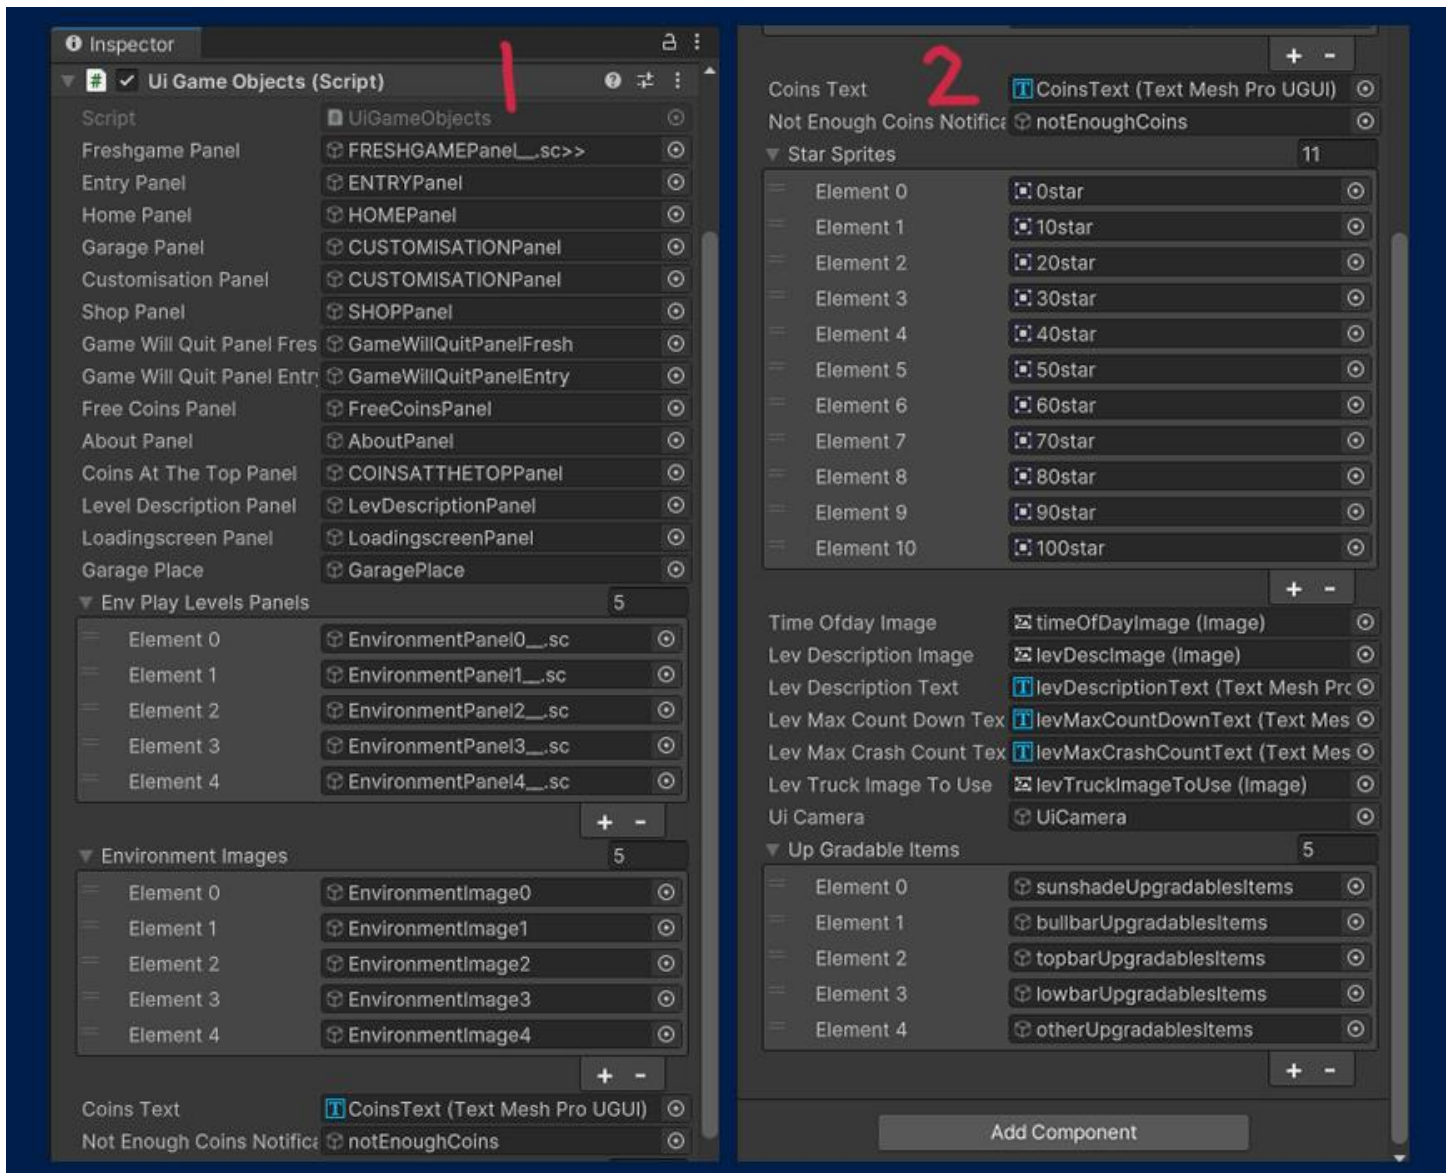 Inspector
1
Ui Game Objects (Script)
Script UiGameObjects
Freshgame Panel FRESHGAMEPanel__.sc>>
Entry Panel ENTRYPanel
Home Panel HOMEPanel
Garage Panel CUSTOMISATIONPanel
Customisation Panel CUSTOMISATIONPanel
Shop Panel SHOPPanel
Game Will Quit Panel Fres GameWillQuitPanelFresh
Game Will Quit Panel Entr GameWillQuitPanelEntry
Free Coins Panel FreeCoinsPanel
About Panel AboutPanel
Coins At The Top Panel COINSATTHETOPPanel
Level Description Panel LevDescriptionPanel
Loadingscreen Panel LoadingscreenPanel
Garage Place GaragePlace
Env Play Levels Panels 5
Element 0 EnvironmentPanel0__.sc
Element 1 EnvironmentPanel1__.sc
Element 2 EnvironmentPanel2__.sc
Element 3 EnvironmentPanel3__.sc
Element 4 EnvironmentPanel4__.sc
+ -
Environment Images 5
Element 0 EnvironmentImage0
Element 1 EnvironmentImage1
Element 2 EnvironmentImage2
Element 3 EnvironmentImage3
Element 4 EnvironmentImage4
+ -
Coins Text CoinsText (Text Mesh Pro UGUI)
Not Enough Coins Notifica notEnoughCoins
2
+ -
Coins Text CoinsText (Text Mesh Pro UGUI)
Not Enough Coins Notifica notEnoughCoins
Star Sprites 11
Element 0 0star
Element 1 10star
Element 2 20star
Element 3 30star
Element 4 40star
Element 5 50star
Element 6 60star
Element 7 70star
Element 8 80star
Element 9 90star
Element 10 100star
+ -
Time Ofday Image timeOfDayImage (Image)
Lev Description Image levDescImage (Image)
Lev Description Text levDescriptionText (Text Mesh Pro
Lev Max Count Down Tex levMaxCountDownText (Text Mes
Lev Max Crash Count Tex levMaxCrashCountText (Text Mes
Lev Truck Image To Use levTruckImageToUse (Image)
Ui Camera UiCamera
Up Gradable Items 5
Element 0 sunshadeUpgradablesItems
Element 1 bullbarUpgradablesItems
Element 2 topbarUpgradablesItems
Element 3 lowbarUpgradablesItems
Element 4 otherUpgradablesItems
+ -
Add Component